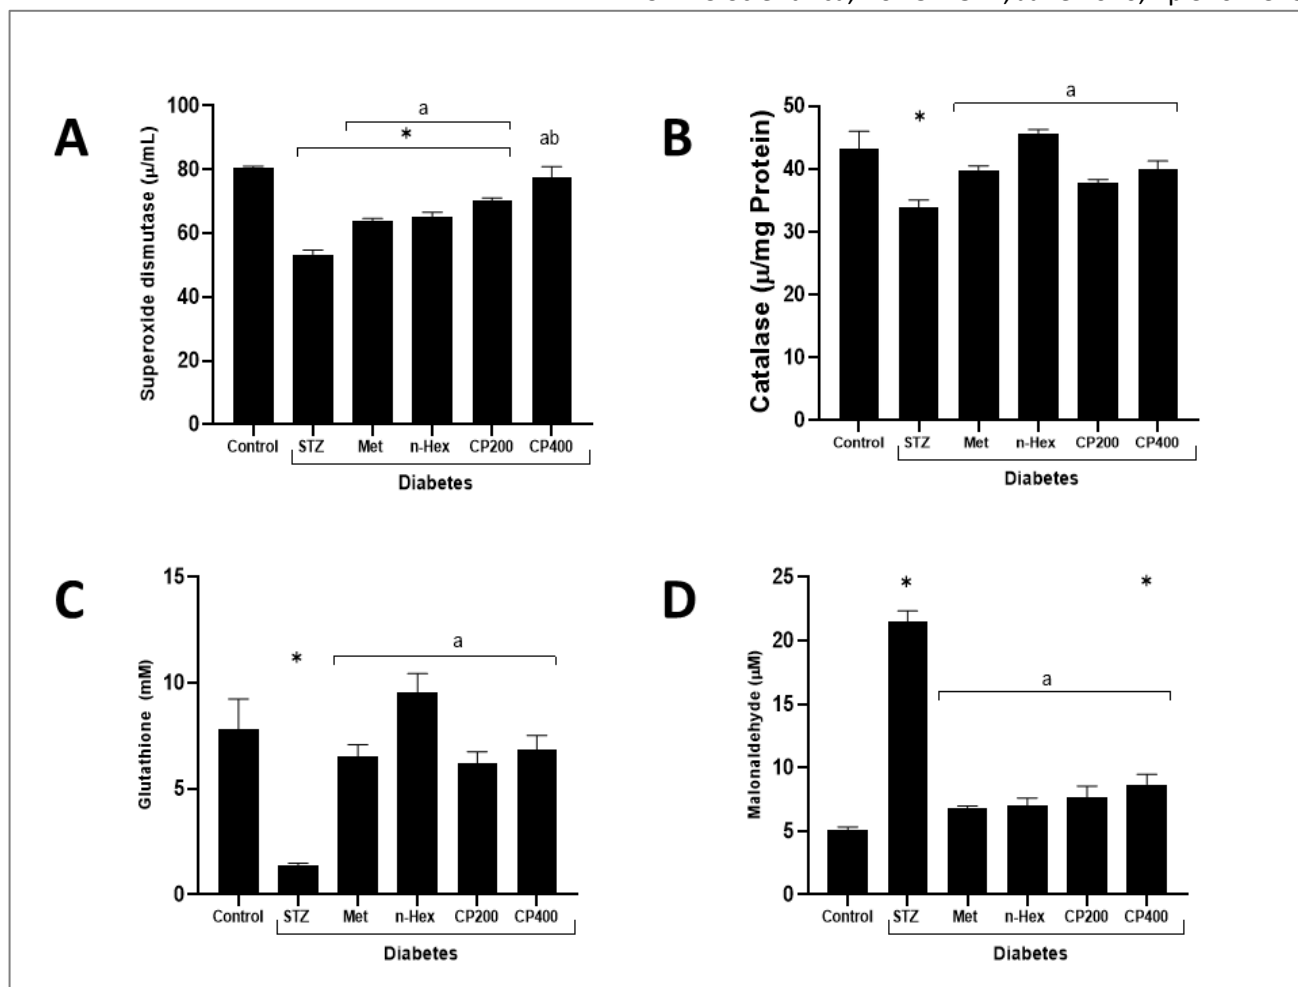 A
Superoxide dismutase (μ/mL)
100
80
60
40
20
0
a
*
ab
Control STZ Met n-Hex CP200 CP400
Diabetes
B
Catalase (μ/mg Protein)
50
40
30
20
10
0
*
a
Control STZ Met n-Hex CP200 CP400
Diabetes
C
Glutathione (mM)
15
10
5
0
*
a
Control STZ Met n-Hex CP200 CP400
Diabetes
D
Malonaldehyde (μM)
25
20
15
10
5
0
*
*
a
Control STZ Met n-Hex CP200 CP400
Diabetes